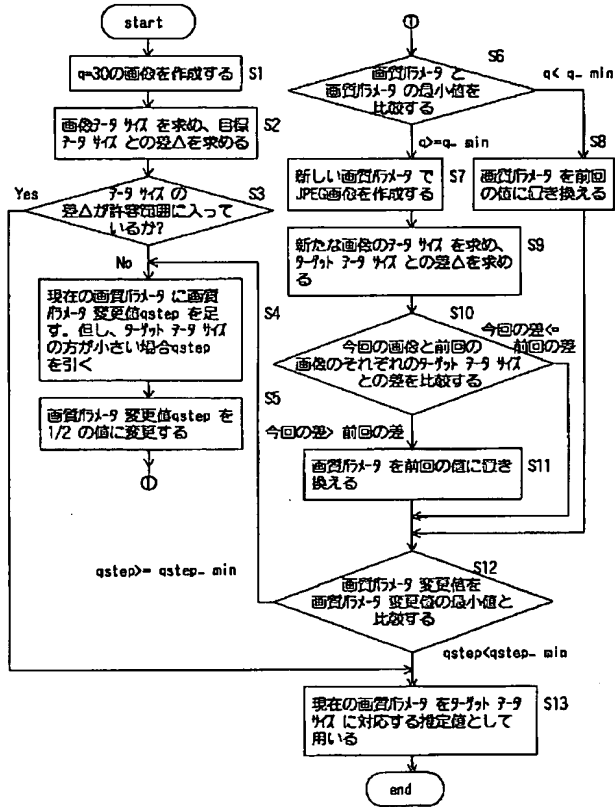 start
q=30の画像を作成する
S1
画像データ サイズ を求め、目標
データ サイズ との差△を求める
S2
Yes
データ サイズ の
差△が許容範囲に入って
いるか?
S3
No
現在の画質パラメータ に画質
パラメータ 変更値qstep を足
す。但し、ターゲット データ サイズ
の方が小さい場合qstep
を引く
S4
画質パラメータ 変更値qstep を
1/2 の値に変更する
S5
①
qstep>= qstep_ min
①
S6
画質パラメータ と
画質パラメータ の最小値を
比較する
q< q_ min
q>=q_ min
S8
画質パラメータ を前回
の値に置き換える
新しい画質パラメータ で
JPEG画像を作成する
S7
新たな画像のデータ サイズ を求め、
ターゲット データ サイズ との差△を求め
る
S9
S10
今回の画像と前回の
画像のそれぞれのターゲット データ サイズ
との差を比較する
今回の差<=
前回の差
今回の差> 前回の差
画質パラメータ を前回の値に置き
換える
S11
S12
画質パラメータ 変更値を
画質パラメータ 変更値の最小値と
比較する
qstep<qstep_ min
現在の画質パラメータ をターゲット データ
サイズ に対応する推定値として
用いる
S13
end